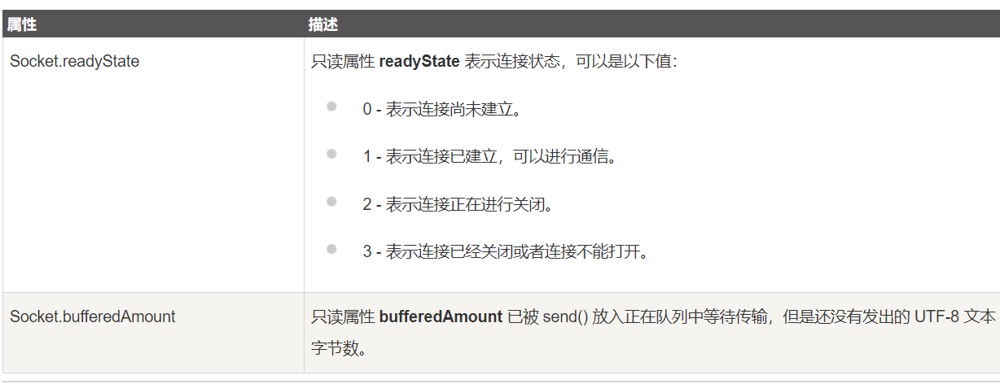 属性 描述
Socket.readyState 只读属性 readyState 表示连接状态，可以是以下值：
0 - 表示连接尚未建立。
1 - 表示连接已建立，可以进行通信。
2 - 表示连接正在进行关闭。
3 - 表示连接已经关闭或者连接不能打开。
Socket.bufferedAmount 只读属性 bufferedAmount 已被 send() 放入正在队列中等待传输，但是还没有发出的 UTF-8 文本
字节数。